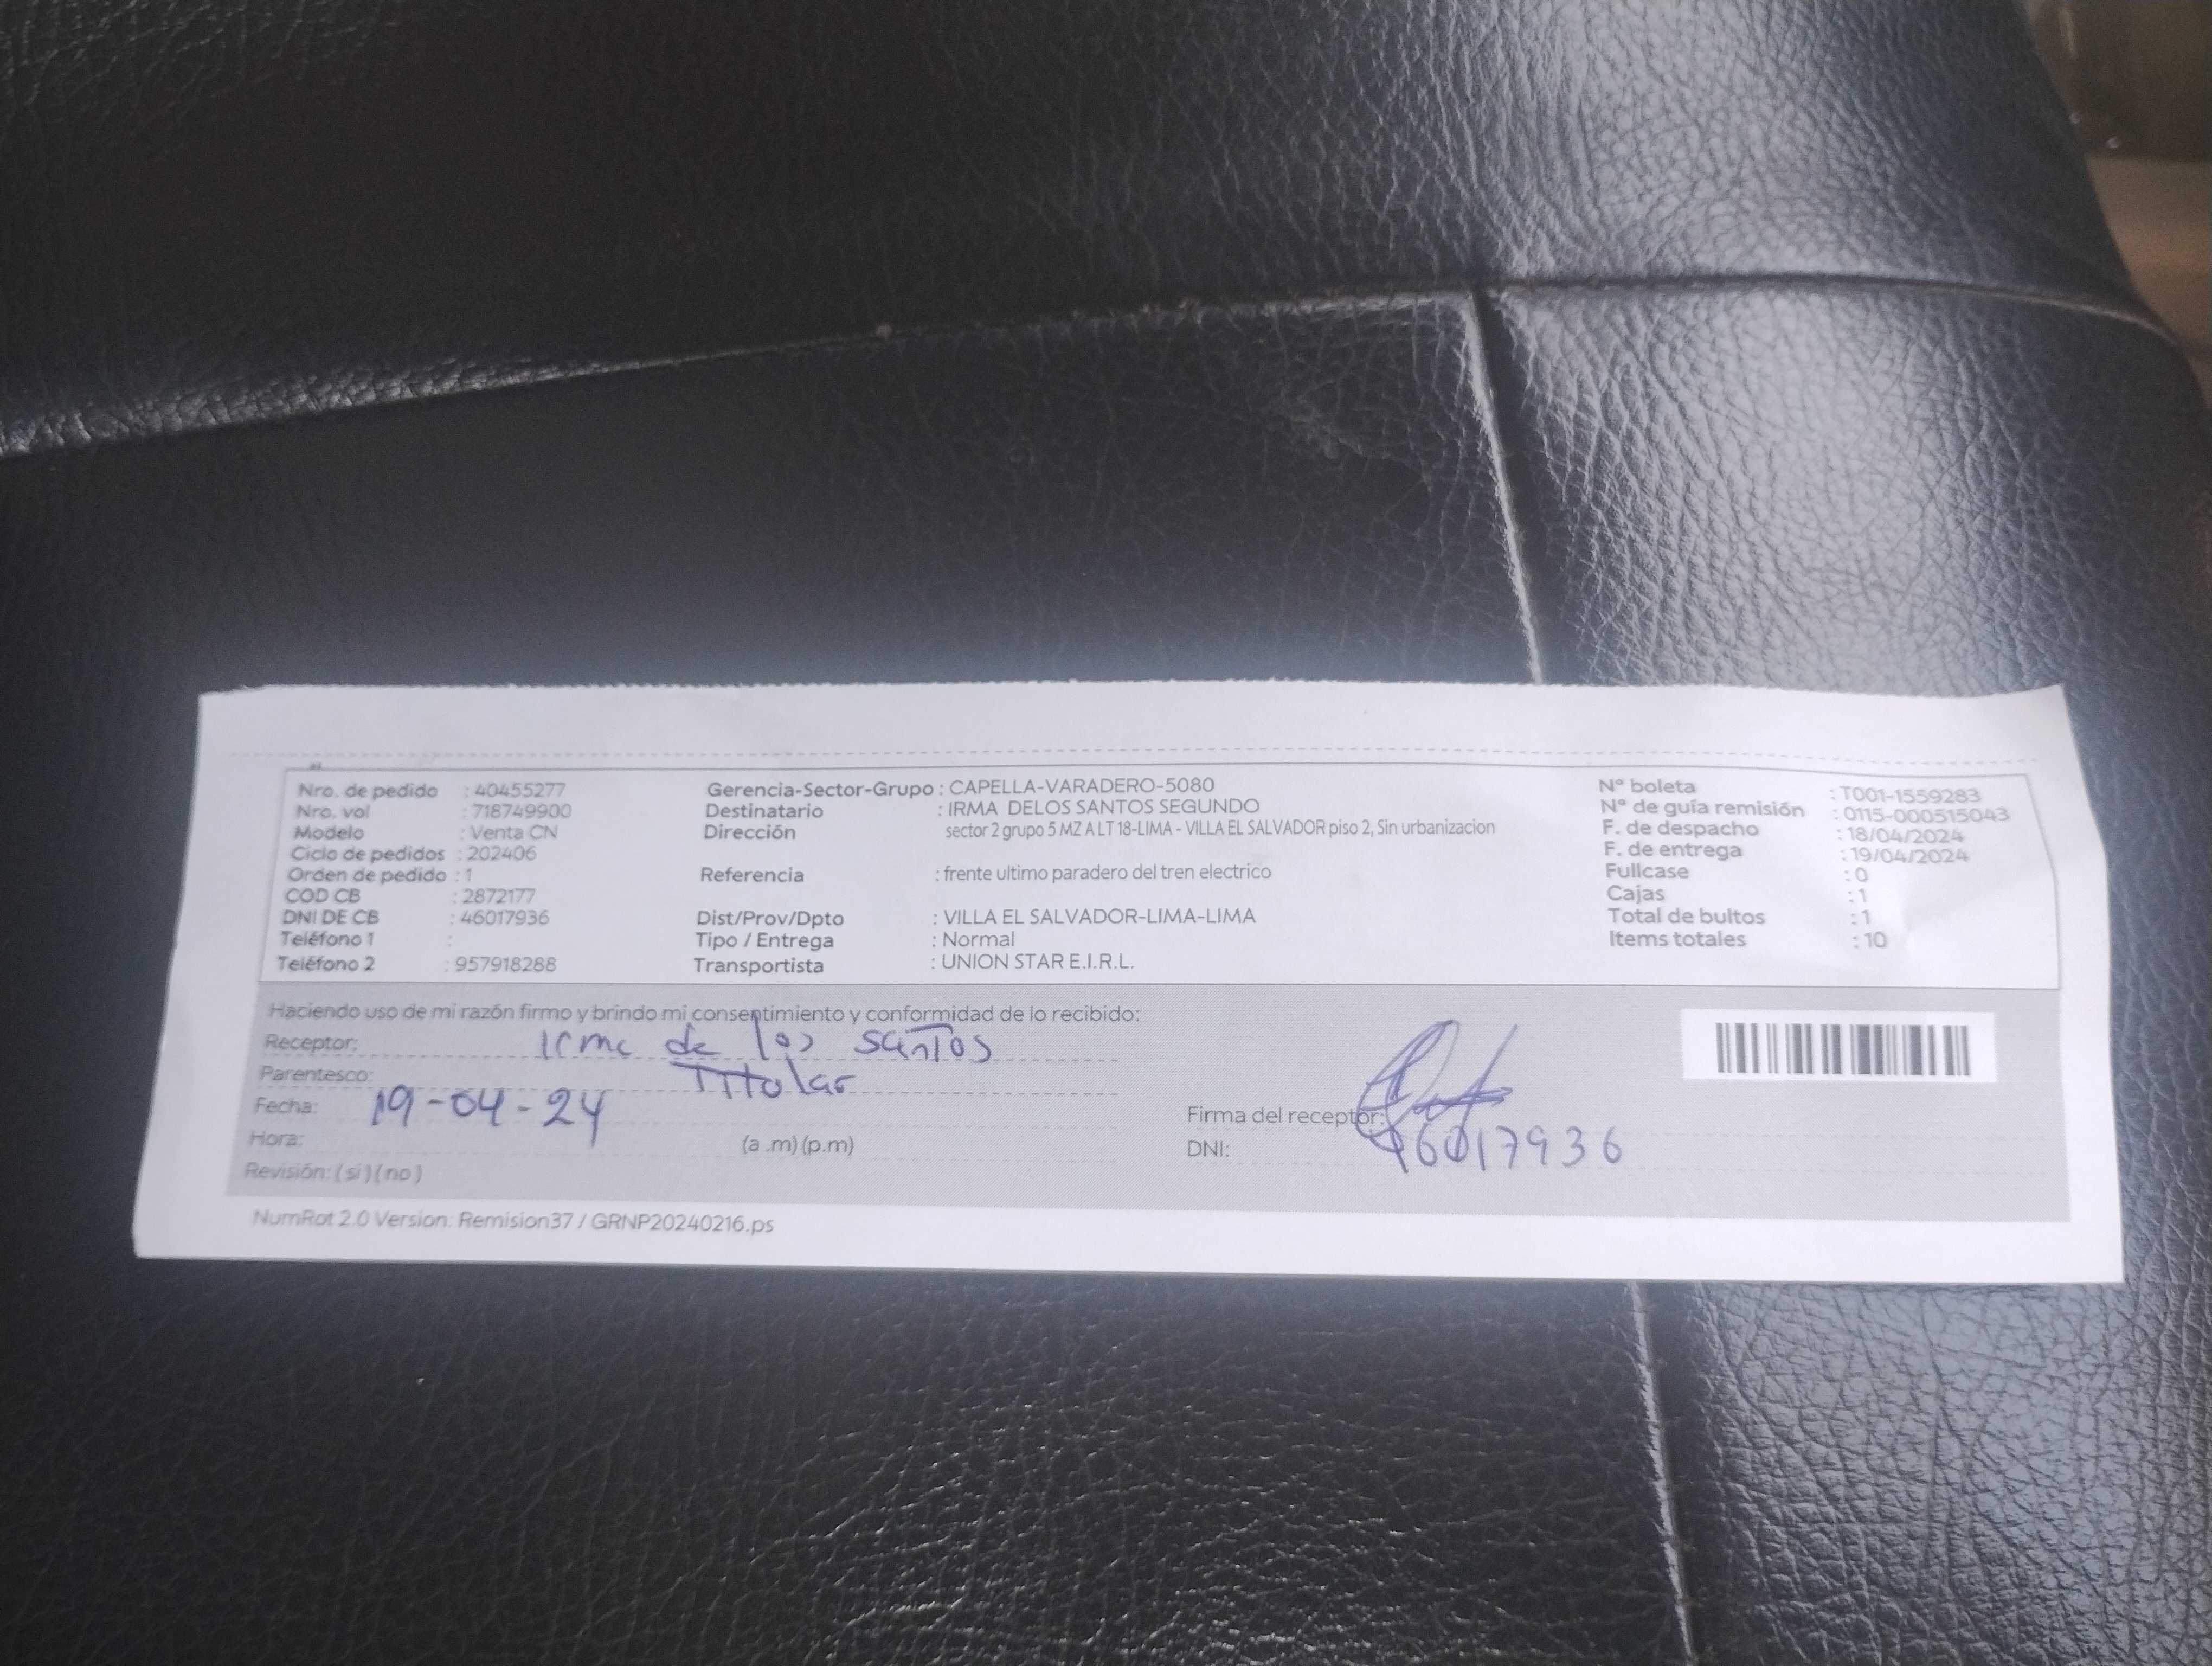 Nro. de pedido : 40455277
Nro. vol : 718749900
Modelo : Venta CN
Ciclo de pedidos : 202406
Orden de pedido : 1
COD CB : 2872177
DNI DE CB : 46017936
Teléfono 1 :
Teléfono 2 : 957918288
Gerencia-Sector-Grupo : CAPELLA-VARADERO-5080
Destinatario : IRMA DELOS SANTOS SEGUNDO
Dirección sector 2 grupo 5 MZ A LT 18-LIMA - VILLA EL SALVADOR piso 2, Sin urbanizacion
Referencia : frente ultimo paradero del tren electrico
Dist/Prov/Dpto : VILLA EL SALVADOR-LIMA-LIMA
Tipo / Entrega : Normal
Transportista : UNION STAR E.I.R.L.
Nº boleta : T001-1559283
Nº de guía remisión : 0115-000515043
F. de despacho : 18/04/2024
F. de entrega : 19/04/2024
Fullcase : 0
Cajas : 1
Total de bultos : 1
Items totales : 10
Haciendo uso de mi razón firmo y brindo mi consentimiento y conformidad de lo recibido:
Receptor: Irma de los santos
Parentesco: Titolar
Fecha: 19-04-24
Hora: (a .m) (p.m)
Revisión: ( si ) ( no )
Firma del receptor:
DNI: 46017936
NumRot 2.0 Version: Remision37 / GRNP20240216.ps